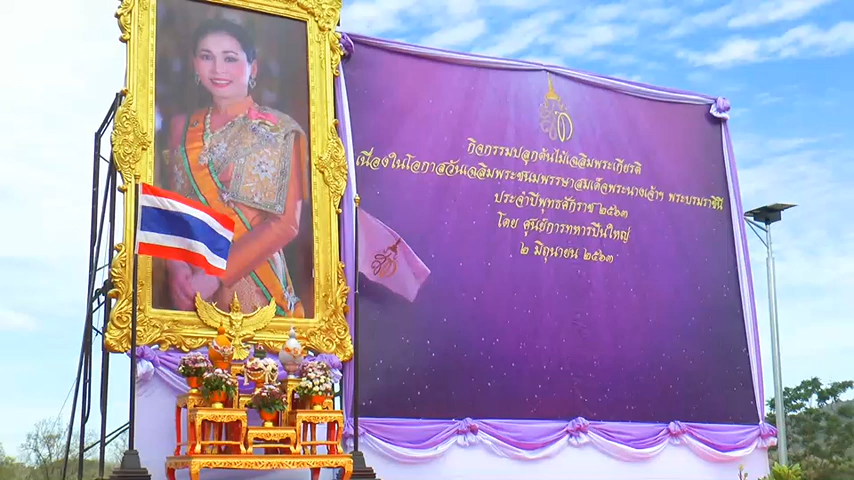 กิจกรรมปลูกต้นไม้เฉลิมพระเกียรติ
เนื่องในโอกาสวันเฉลิมพระชนมพรรษาสมเด็จพระนางเจ้าฯ พระบรมราชินี
ประจำปีพุทธศักราช ๒๕๖๓
โดย ศูนย์การทหารปืนใหญ่
๒ มิถุนายน ๒๕๖๓